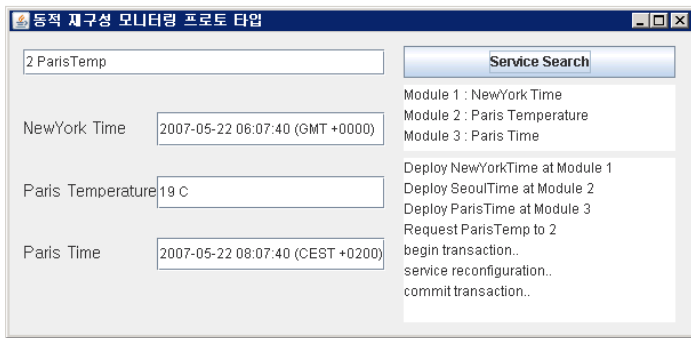 동적 재구성 모니터링 프로토 타입
2 ParisTemp
Service Search
NewYork Time
2007-05-22 06:07:40 (GMT +0000)
Paris Temperature
19 C
Paris Time
2007-05-22 08:07:40 (CEST +0200)
Module 1 : NewYork Time
Module 2 : Paris Temperature
Module 3 : Paris Time
Deploy NewYorkTime at Module 1
Deploy SeoulTime at Module 2
Deploy ParisTime at Module 3
Request ParisTemp to 2
begin transaction..
service reconfiguration..
commit transaction..